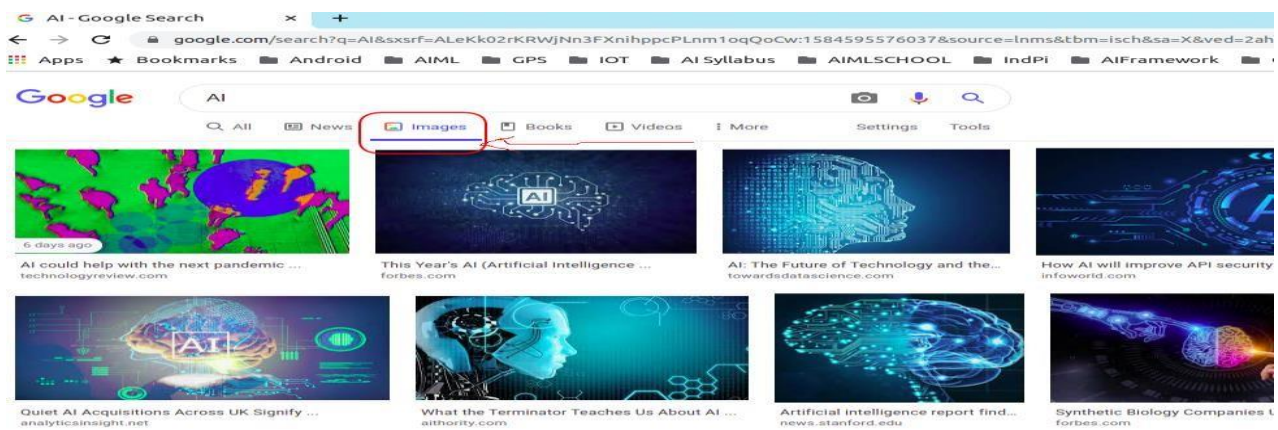 AI - Google Search × +
google.com/search?q=AI&sxsrf=ALeKk02rKRWjNn3FXnihppcPLnm1oqQoCw:1584595576037&source=lnms&tbm=isch&sa=X&ved=2ah
Apps Bookmarks Android AIML GPS IOT AI Syllabus AIMLSCHOOL IndPi AIFramework
Google AI
All News Images Books Videos More Settings Tools
AI
6 days ago
AI could help with the next pandemic ... This Year's AI (Artificial Intelligence ... AI: The Future of Technology and the... How AI will improve API security
technologyreview.com forbes.com towardsdatascience.com infoworld.com
AI
Quiet AI Acquisitions Across UK Signify ... What the Terminator Teaches Us About AI ... Artificial intelligence report find... Synthetic Biology Companies U
analyticsinsight.net aithority.com news.stanford.edu forbes.com